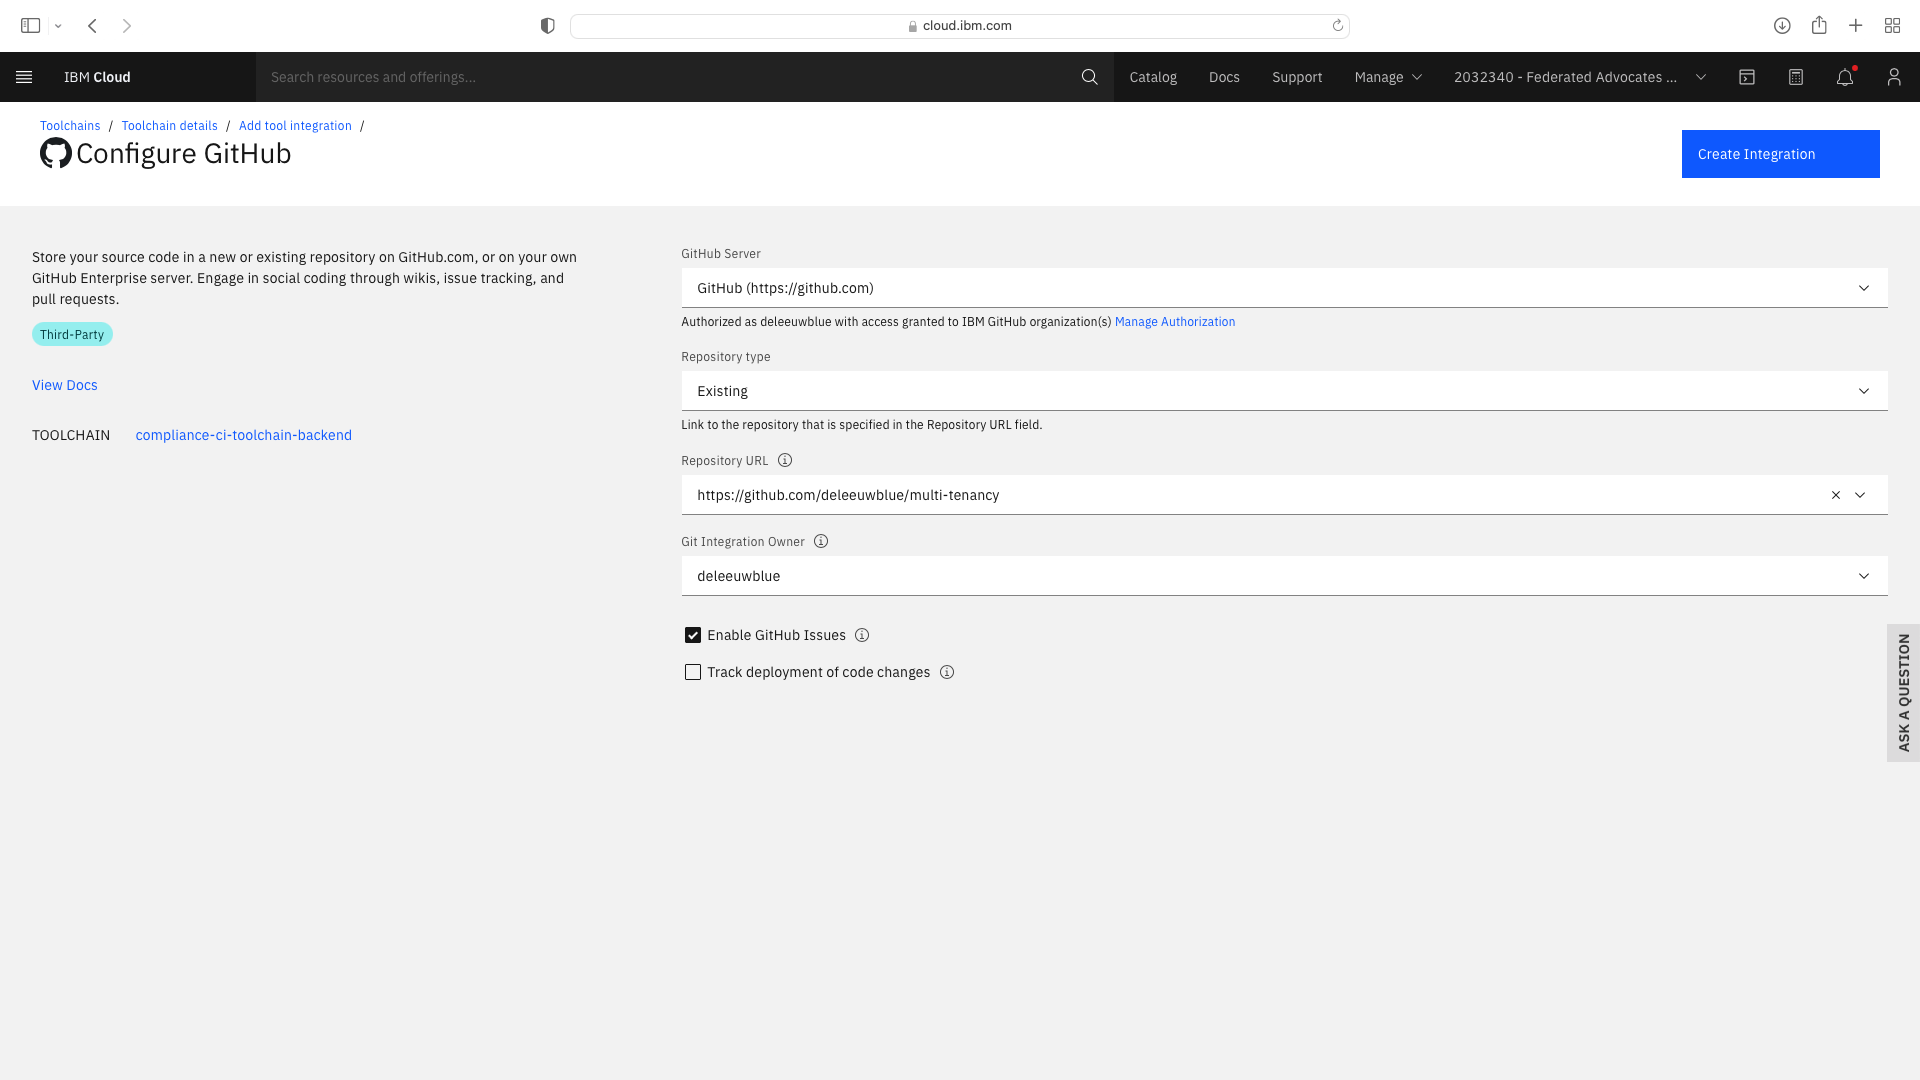 cloud.ibm.com
IBM Cloud
Search resources and offerings...
Catalog
Docs
Support
Manage
2032340 - Federated Advocates ...
Toolchains / Toolchain details / Add tool integration /
Configure GitHub
Create Integration
Store your source code in a new or existing repository on GitHub.com, or on your own
GitHub Enterprise server. Engage in social coding through wikis, issue tracking, and
pull requests.
Third-Party
View Docs
TOOLCHAIN compliance-ci-toolchain-backend
GitHub Server
GitHub (https://github.com)
Authorized as deleeuwblue with access granted to IBM GitHub organization(s) Manage Authorization
Repository type
Existing
Link to the repository that is specified in the Repository URL field.
Repository URL
https://github.com/deleeuwblue/multi-tenancy
Git Integration Owner
deleeuwblue
Enable GitHub Issues
Track deployment of code changes
ASK A QUESTION